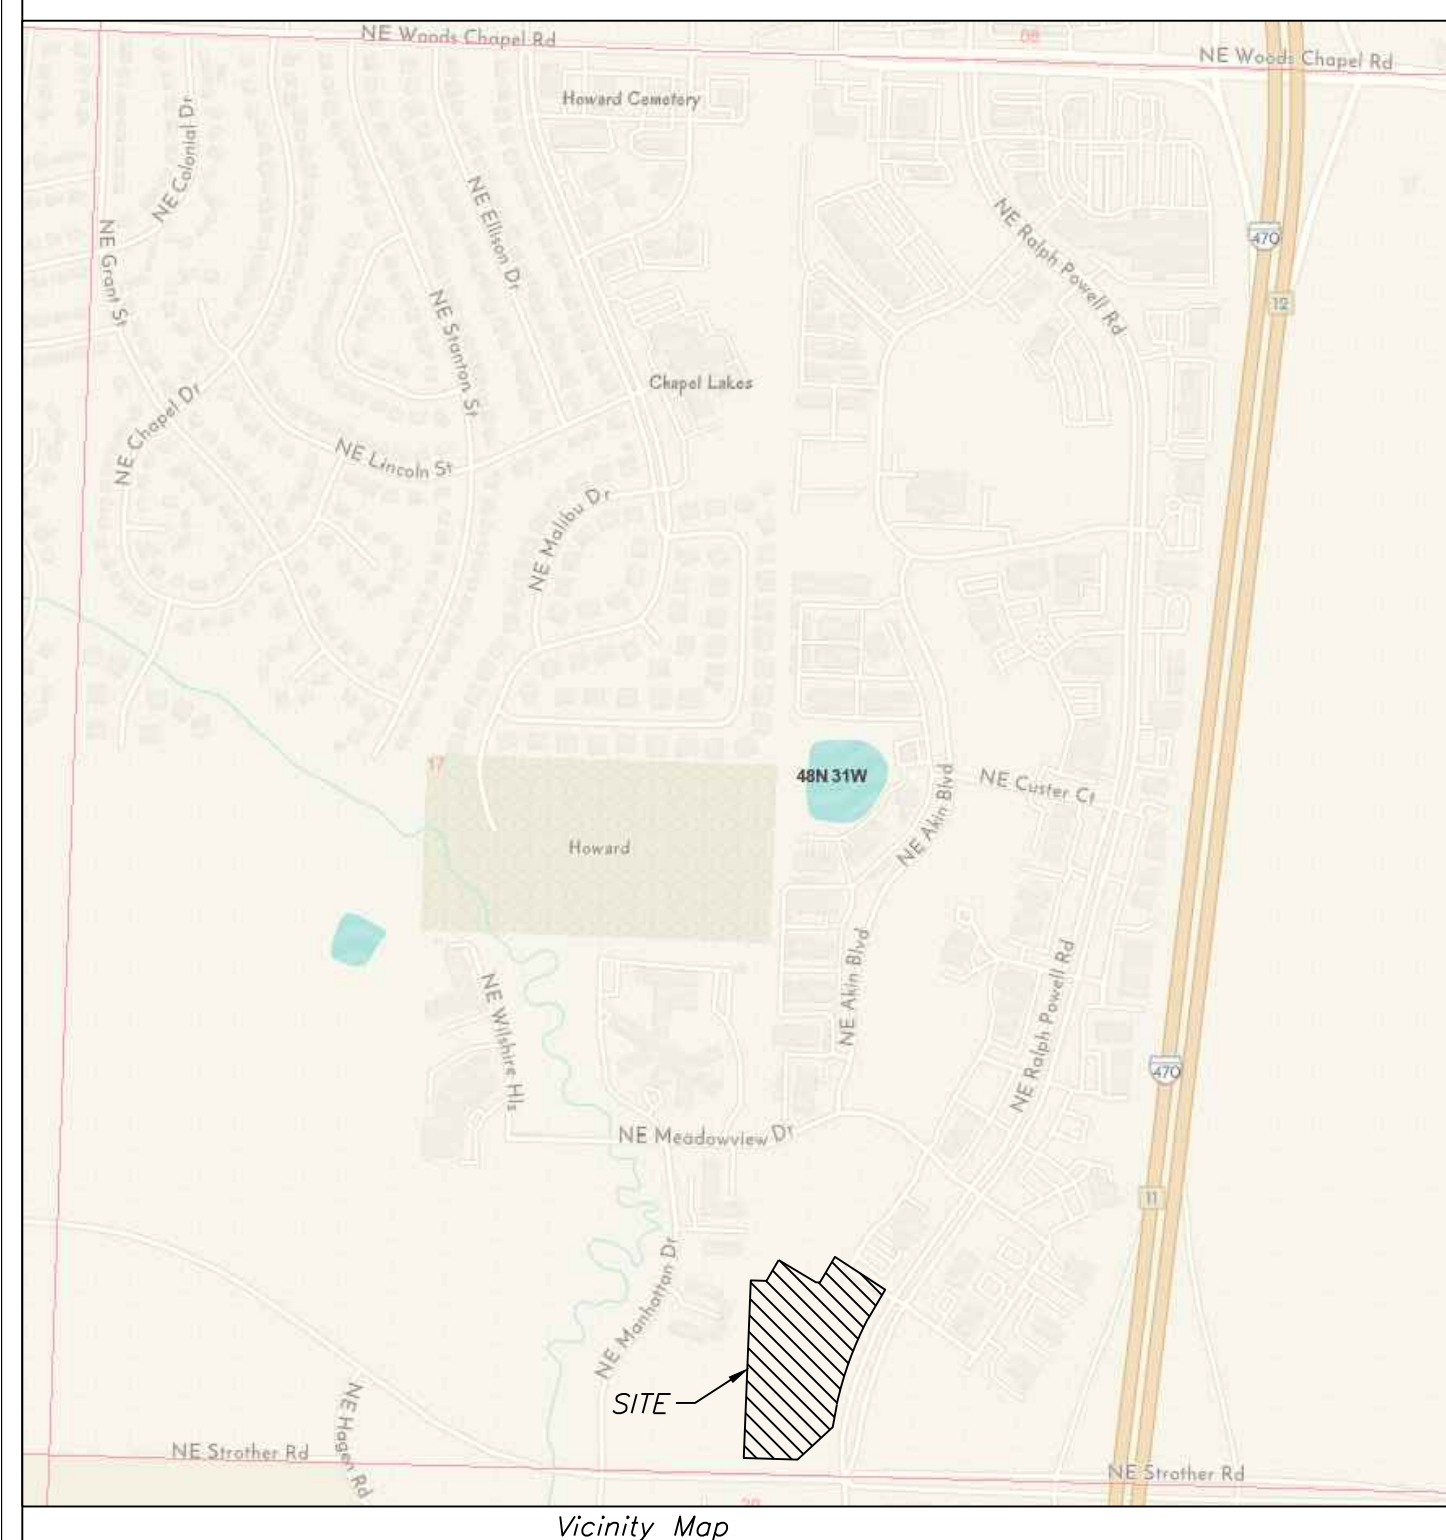 NE Woods Chapel Rd
08
NE Woods Chapel Rd
Howard Cemetery
NE Colonial Dr
NE Ellison Dr
NE Ralph Powell Rd
NE Grant St
470
12
NE Stanton St
Chapel Lakes
NE Chapel Dr
NE Lincoln St
NE Malibu Dr
17
48N 31W
NE Custer Ct
NE Akin Blvd
Howard
NE Akin Blvd
NE Ralph Powell Rd
NE Wilshire Hls
470
NE Meadowview Dr
11
NE Manhattan Dr
SITE
NE Hagen Rd
NE Strother Rd
NE Strother Rd
20
Vicinity Map